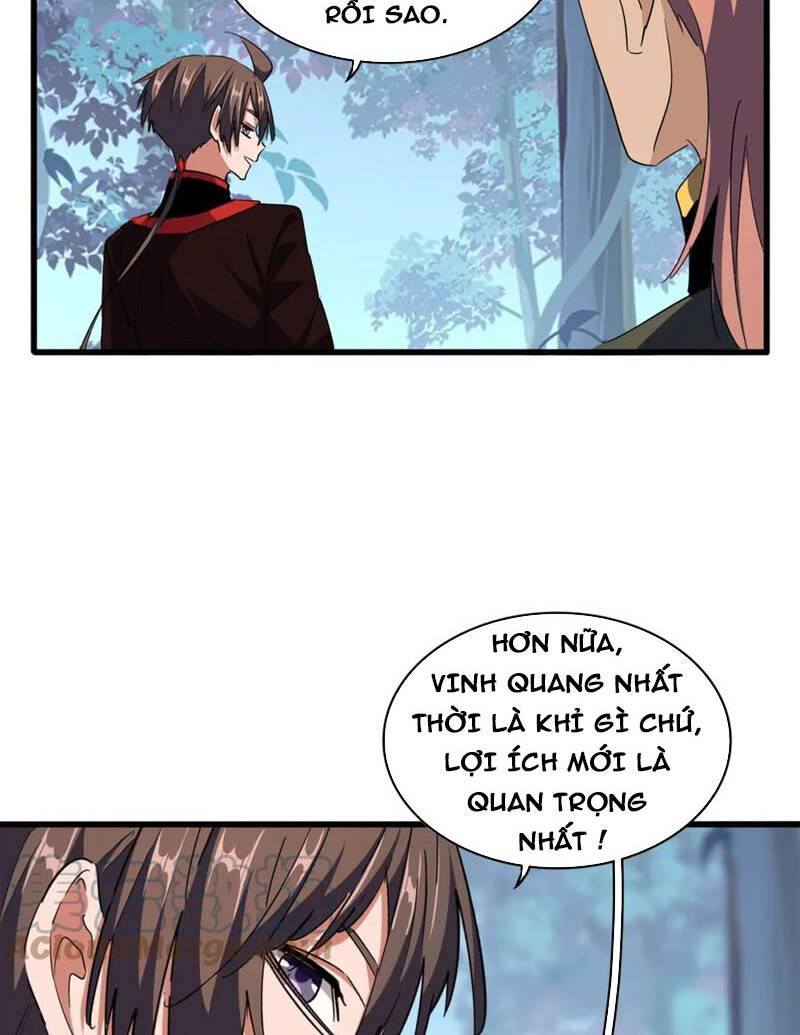 RỒI SAO.
HƠN NỮA,
VINH QUANG NHẤT
THỜI LÀ KHỈ GÌ CHỨ,
LỢI ÍCH MỚI LÀ
QUAN TRỌNG
NHẤT !